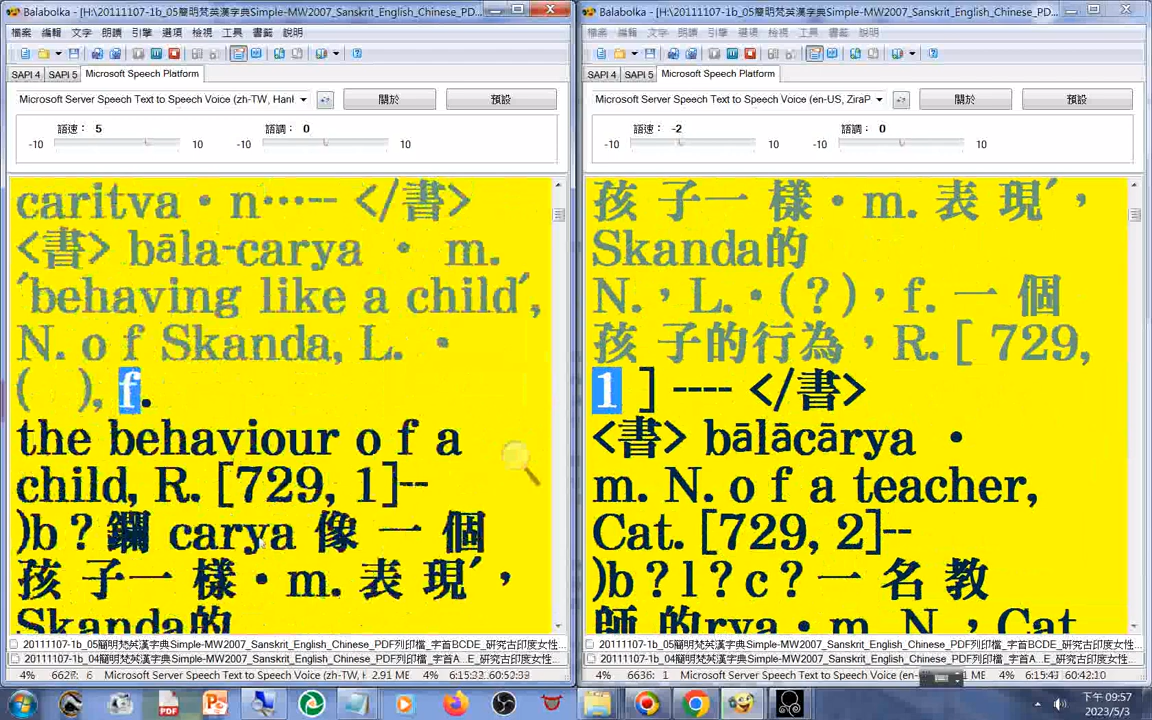 Balabolka - [H:\20111107-1b_05簡明梵英漢字典Simple-MW2007_Sanskrit_English_Chinese_PD...
檔案 編輯 文字 朗讀 引擎 選項 檢視 工具 書籤 說明
SAPI 4 SAPI 5 Microsoft Speech Platform
Microsoft Server Speech Text to Speech Voice (zh-TW, HanH 關於 預設
語速： 5 語調： 0
-10 10 -10 10
caritva・n…-- </書>
<書> bāla-carya ・ m.
'behaving like a child',
N. o f Skanda, L. ・
( ), f.
the behaviour o f a
child, R. [729, 1]--
)b？鑭 carya 像 一 個
孩 子一 樣・m. 表 現′，
Skanda的
20111107-1b_05簡明梵英漢字典Simple-MW2007_Sanskrit_English_Chinese_PDF列印檔_字首BCDE_研究古印度女性...
20111107-1b_04簡明梵英漢字典Simple-MW2007_Sanskrit_English_Chinese_PDF列印檔_字首A...E_研究古印度女性...
4% 6628: 6 Microsoft Server Speech Text to Speech Voice (zh-TW, 2.91 MB 4% 6:15:33 60:52:39
Balabolka - [H:\20111107-1b_05簡明梵英漢字典Simple-MW2007_Sanskrit_English_Chinese_PD...
檔案 編輯 文字 朗讀 引擎 選項 檢視 工具 書籤 說明
SAPI 4 SAPI 5 Microsoft Speech Platform
Microsoft Server Speech Text to Speech Voice (en-US, ZiraP 關於 預設
語速： -2 語調： 0
-10 10 -10 10
孩 子一 樣・m. 表 現′，
Skanda的
N.，L.・(？)，f. 一 個
孩 子的行為，R. [ 729,
1 ] ---- </書>
<書> bālācārya ・
m. N. o f a teacher,
Cat. [729, 2]--
)b？l？c？一 名 教
師 的rya・m. N.，Cat
20111107-1b_05簡明梵英漢字典Simple-MW2007_Sanskrit_English_Chinese_PDF列印檔_字首BCDE_研究古印度女性...
20111107-1b_04簡明梵英漢字典Simple-MW2007_Sanskrit_English_Chinese_PDF列印檔_字首A...E_研究古印度女性...
4% 6636: 1 Microsoft Server Speech Text to Speech Voice (en-US, 4% 6:15:43 60:42:10
PDF
下午 09:57
2023/5/3